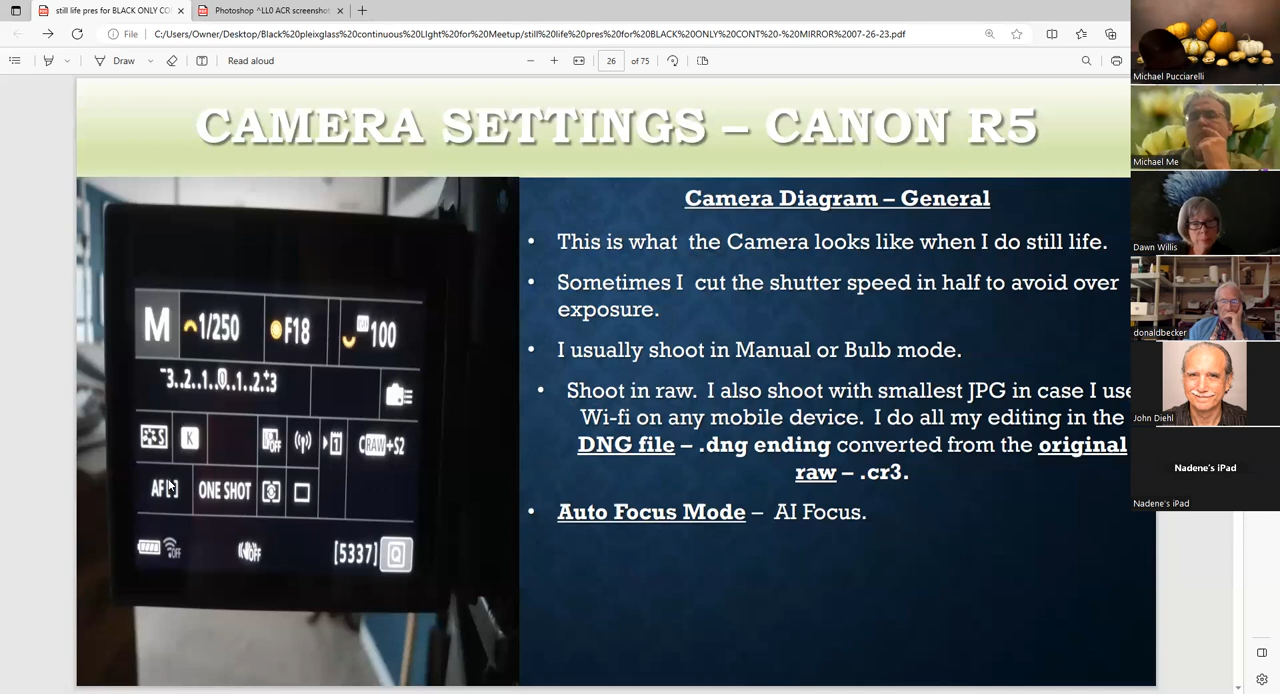 still life pres for BLACK ONLY CO
Photoshop ^LL0 ACR screenshot
File
C:/Users/Owner/Desktop/Black%20pleixglass%20continuous%20LIght%20for%20Meetup/still%20life%20pres%20for%20BLACK%20ONLY%20CONT%20-%20MIRROR%2007-26-23.pdf
Draw
Read aloud
26
of 75
CAMERA SETTINGS – CANON R5
M
1/250
F18
ISO
100
-3..2..1..0..1..2..+3
K
OFF
1
CRAW+S2
AF[ ]
ONE SHOT
OFF
OFF
[5337]
Q
Camera Diagram – General
• This is what the Camera looks like when I do still life.
• Sometimes I cut the shutter speed in half to avoid over
exposure.
• I usually shoot in Manual or Bulb mode.
• Shoot in raw. I also shoot with smallest JPG in case I use
Wi-fi on any mobile device. I do all my editing in the
DNG file – .dng ending converted from the original
raw – .cr3.
• Auto Focus Mode – AI Focus.
Michael Pucciarelli
Michael Me
Dawn Willis
donaldbecker
John Diehl
Nadene's iPad
Nadene's iPad